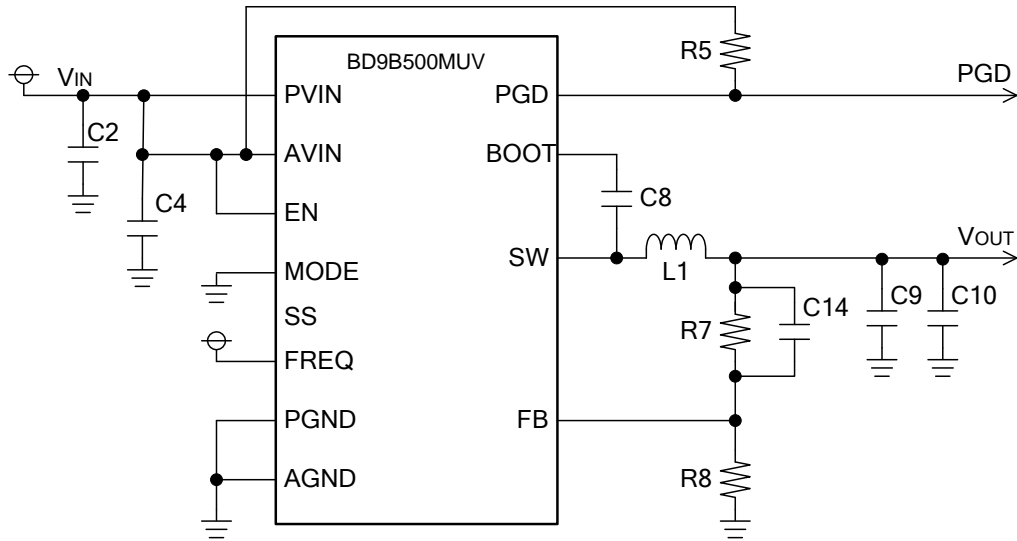 BD9B500MUV
R5
VIN
PVIN
PGD
PGD
C2
AVIN
BOOT
C4
C8
EN
SW
VOUT
MODE
L1
SS
C14
C9
C10
R7
FREQ
PGND
FB
AGND
R8